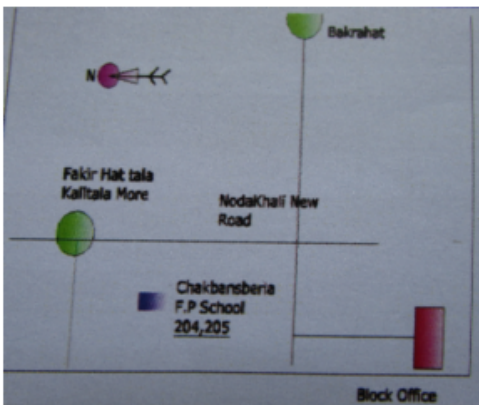 Bakrahat
N
Fakir Hat tala
Kalitala More
NodaKhali New
Road
Chakbansberia
F.P School
204,205
Block Office